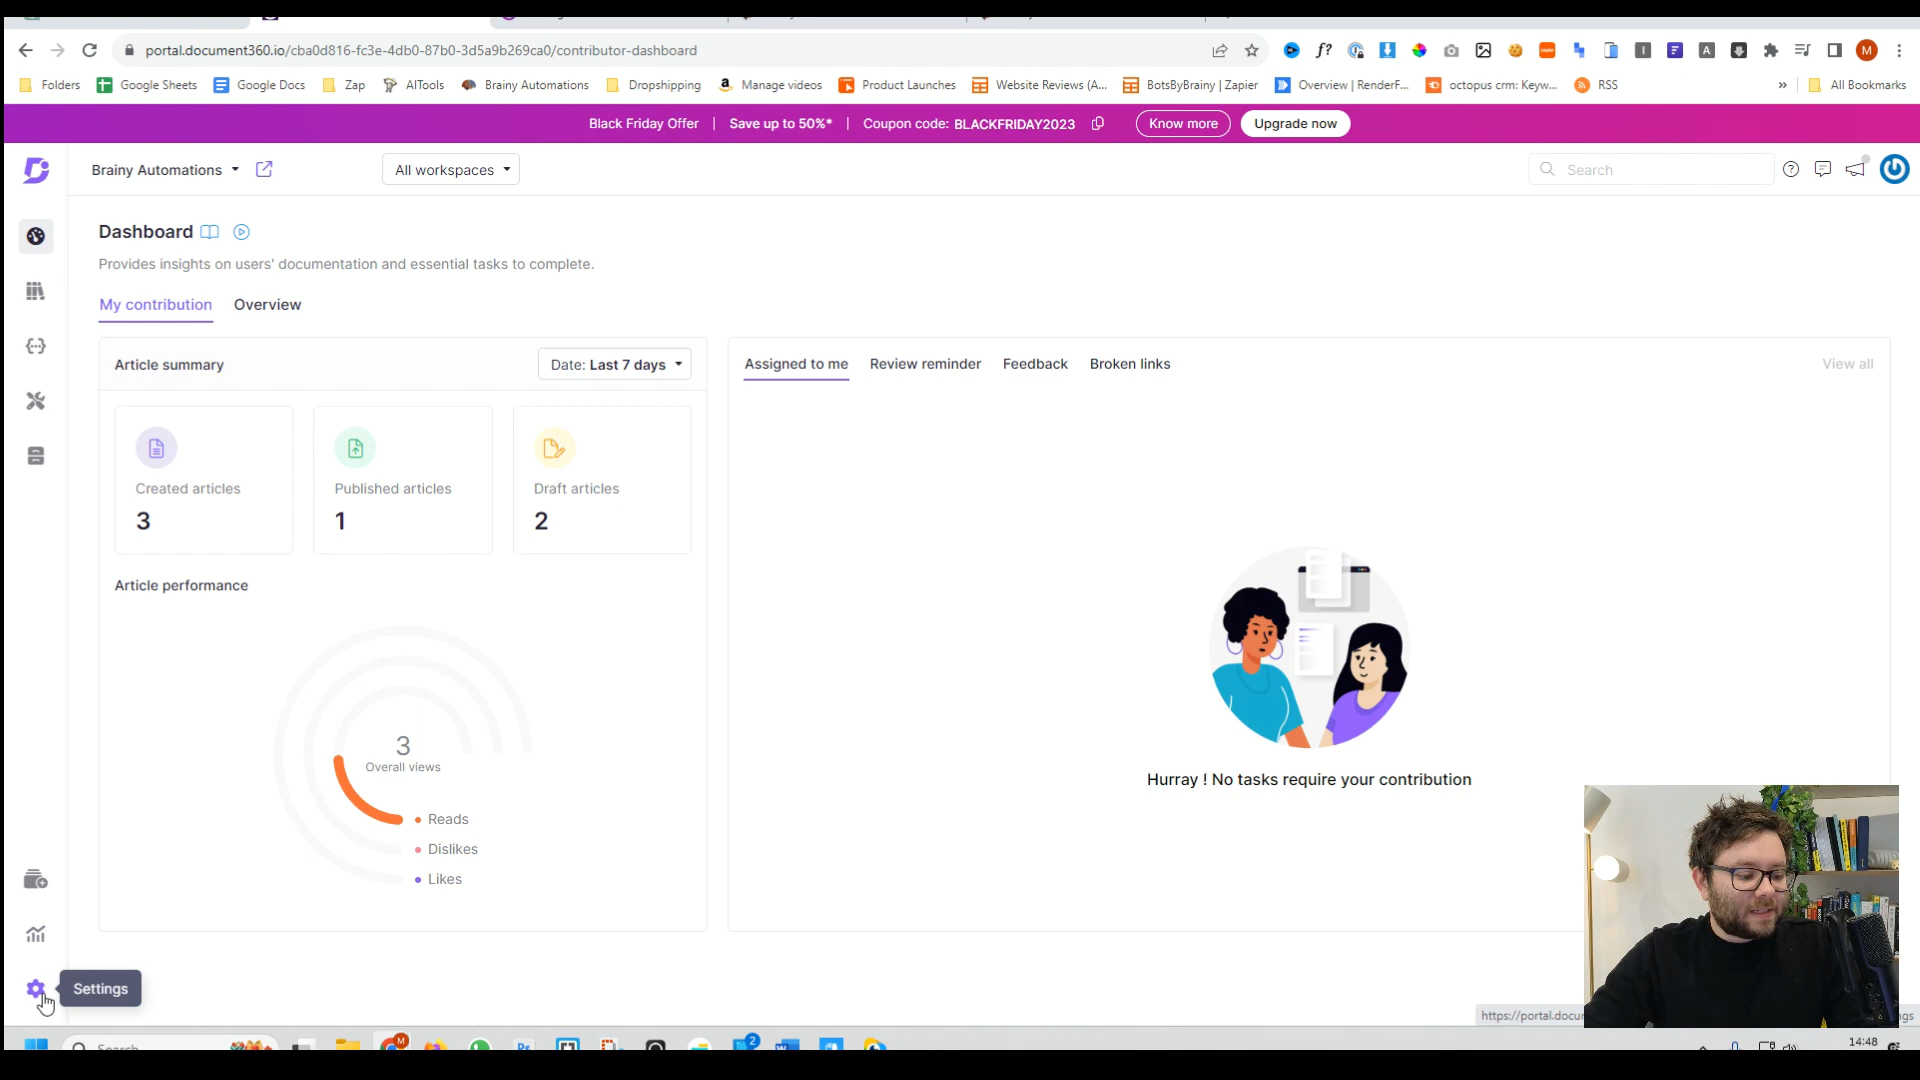 portal.document360.io/cba0d816-fc3e-4db0-87b0-3d5a9b269ca0/contributor-dashboard
Folders Google Sheets Google Docs Zap AITools Brainy Automations Dropshipping Manage videos Product Launches Website Reviews (A... BotsByBrainy | Zapier Overview | RenderF... octopus crm: Keyw... RSS » All Bookmarks
Black Friday Offer | Save up to 50%* | Coupon code: BLACKFRIDAY2023 Know more Upgrade now
Brainy Automations All workspaces Search
Dashboard
Provides insights on users' documentation and essential tasks to complete.
My contribution Overview
Article summary Date: Last 7 days
Assigned to me Review reminder Feedback Broken links View all
Created articles Published articles Draft articles
3 1 2
Article performance
3
Overall views
Reads
Dislikes
Likes
Hurray ! No tasks require your contribution
Settings
https://portal.docu
Search
14:48